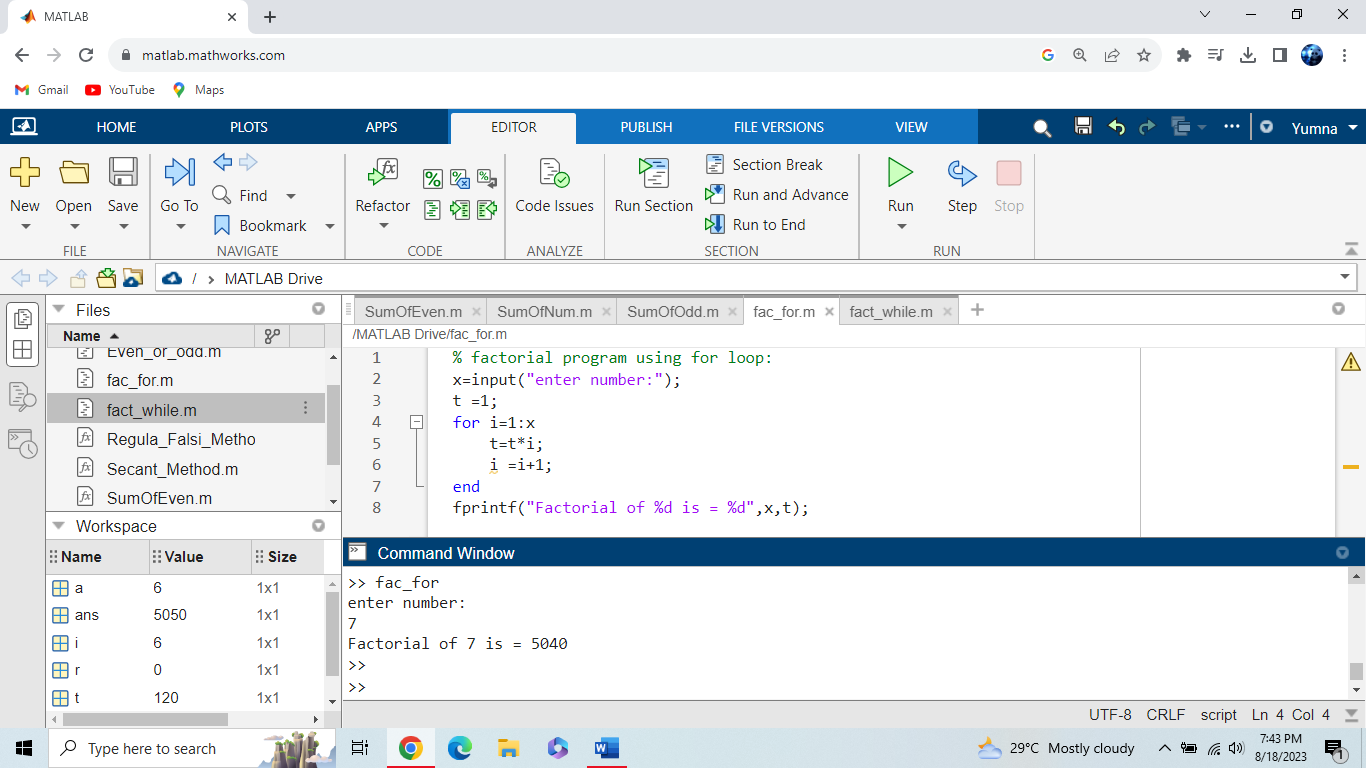 MATLAB
matlab.mathworks.com
Gmail YouTube Maps
HOME PLOTS APPS EDITOR PUBLISH FILE VERSIONS VIEW Yumna
New Open Save
FILE
Go To Find Bookmark
NAVIGATE
Refactor
CODE
Code Issues
ANALYZE
Run Section Section Break
Run and Advance
Run to End
SECTION
Run Step Stop
RUN
/ › MATLAB Drive
Files
Name
Even_or_odd.m
fac_for.m
fact_while.m
Regula_Falsi_Metho
Secant_Method.m
SumOfEven.m
Workspace
Name Value Size
a 6 1x1
ans 5050 1x1
i 6 1x1
r 0 1x1
t 120 1x1
SumOfEven.m SumOfNum.m SumOfOdd.m fac_for.m fact_while.m
/MATLAB Drive/fac_for.m
1 % factorial program using for loop:
2 x=input("enter number:");
3 t =1;
4 for i=1:x
5 t=t*i;
6 i =i+1;
7 end
8 fprintf("Factorial of %d is = %d",x,t);
Command Window
>> fac_for
enter number:
7
Factorial of 7 is = 5040
>>
>>
UTF-8 CRLF script Ln 4 Col 4
Type here to search
29°C Mostly cloudy
7:43 PM
8/18/2023
1